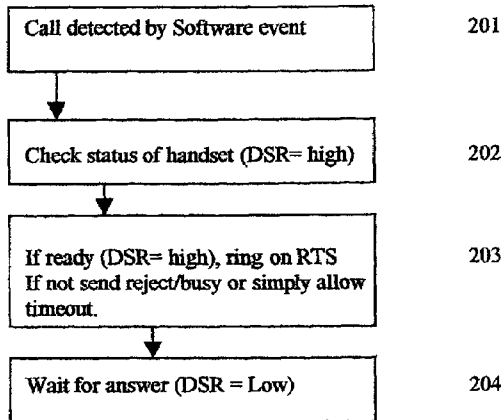 Call detected by Software event 201
Check status of handset (DSR= high) 202
If ready (DSR= high), ring on RTS 203
If not send reject/busy or simply allow
timeout.
Wait for answer (DSR = Low) 204